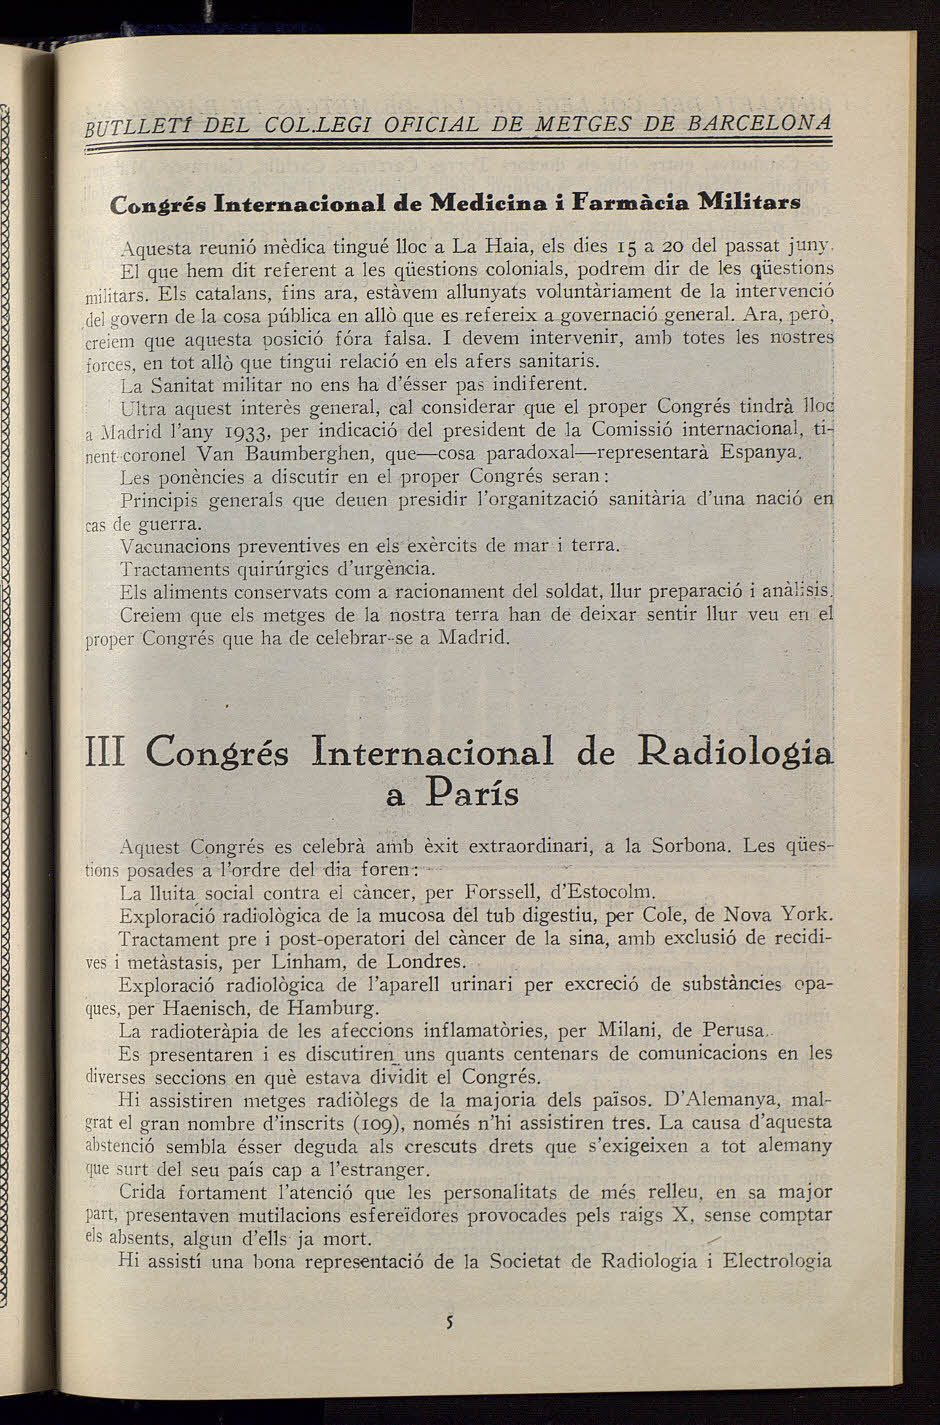 BUTLLETÍ DEL COL.LEGI OFICIAL DE METGES DE BARCELONA
Congrés Internacional de Medicina i Farmàcia Militars
Aquesta reunió mèdica tingué lloc a La Haia, els dies 15 a 20 del passat juny.
El que hem dit referent a les qüestions colonials, podrem dir de les qüestions
militars. Els catalans, fins ara, estàvem allunyats voluntàriament de la intervenció
del govern de la cosa pública en allò que es refereix a governació general. Ara, però,
creiem que aquesta posició fóra falsa. I devem intervenir, amb totes les nostres
forces, en tot allò que tingui relació en els afers sanitaris.
La Sanitat militar no ens ha d'ésser pas indiferent.
Ultra aquest interès general, cal considerar que el proper Congrés tindrà lloc
a Madrid l'any 1933, per indicació del president de la Comissió internacional, ti-
nent-coronel Van Baumberghen, que—cosa paradoxal—representarà Espanya.
Les ponències a discutir en el proper Congrés seran:
Principis generals que deuen presidir l'organització sanitària d'una nació en
cas de guerra.
Vacunacions preventives en els exèrcits de mar i terra.
Tractaments quirúrgics d'urgència.
Els aliments conservats com a racionament del soldat, llur preparació i anàlisis.
Creiem que els metges de la nostra terra han de deixar sentir llur veu en el
proper Congrés que ha de celebrar-se a Madrid.
III Congrés Internacional de Radiologia
a París
Aquest Congrés es celebrà amb èxit extraordinari, a la Sorbona. Les qües-
tions posades a l'ordre del dia foren:
La lluita social contra el càncer, per Forssell, d'Estocolm.
Exploració radiològica de la mucosa del tub digestiu, per Cole, de Nova York.
Tractament pre i post-operatori del càncer de la sina, amb exclusió de recidi-
ves i metàstasis, per Linham, de Londres.
Exploració radiològica de l'aparell urinari per excreció de substàncies opa-
ques, per Haenisch, de Hamburg.
La radioteràpia de les afeccions inflamatòries, per Milani, de Perusa.
Es presentaren i es discutiren uns quants centenars de comunicacions en les
diverses seccions en què estava dividit el Congrés.
Hi assistiren metges radiòlegs de la majoria dels països. D'Alemanya, mal-
grat el gran nombre d'inscrits (109), només n'hi assistiren tres. La causa d'aquesta
abstenció sembla ésser deguda als crescuts drets que s'exigeixen a tot alemany
que surt del seu país cap a l'estranger.
Crida fortament l'atenció que les personalitats de més relleu, en sa major
part, presentaven mutilacions esfereïdores provocades pels raigs X, sense comptar
els absents, algun d'ells ja mort.
Hi assistí una bona representació de la Societat de Radiologia i Electrologia
5